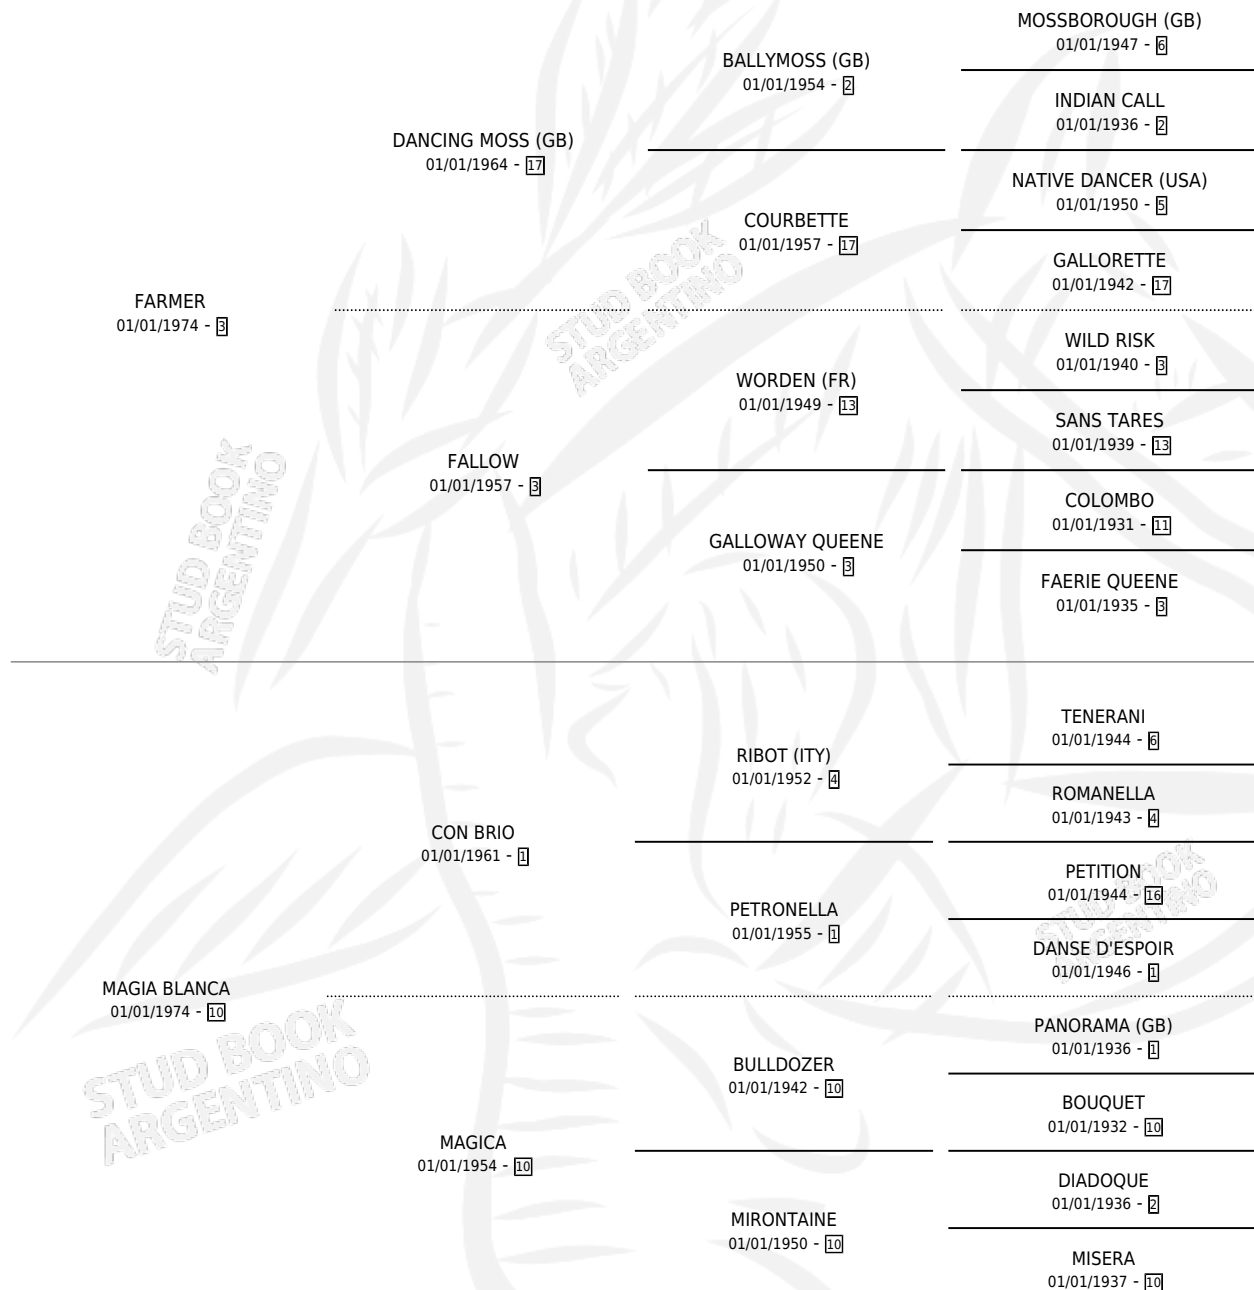 MOSSBOROUGH (GB)
01/01/1947 - 6
BALLYMOSS (GB)
01/01/1954 - 2
INDIAN CALL
01/01/1936 - 2
DANCING MOSS (GB)
01/01/1964 - 17
NATIVE DANCER (USA)
01/01/1950 - 5
COURBETTE
01/01/1957 - 17
GALLORETTE
01/01/1942 - 17
FARMER
01/01/1974 - 3
WILD RISK
01/01/1940 - 3
WORDEN (FR)
01/01/1949 - 13
SANS TARES
01/01/1939 - 13
FALLOW
01/01/1957 - 3
COLOMBO
01/01/1931 - 11
GALLOWAY QUEENE
01/01/1950 - 3
FAERIE QUEENE
01/01/1935 - 3
TENERANI
01/01/1944 - 6
RIBOT (ITY)
01/01/1952 - 4
ROMANELLA
01/01/1943 - 4
CON BRIO
01/01/1961 - 1
PETITION
01/01/1944 - 16
PETRONELLA
01/01/1955 - 1
DANSE D'ESPOIR
01/01/1946 - 1
MAGIA BLANCA
01/01/1974 - 10
PANORAMA (GB)
01/01/1936 - 1
BULLDOZER
01/01/1942 - 10
BOUQUET
01/01/1932 - 10
MAGICA
01/01/1954 - 10
DIADOQUE
01/01/1936 - 2
MIRONTAINE
01/01/1950 - 10
MISERA
01/01/1937 - 10
STUD BOOK
ARGENTINO
STUD BOOK
ARGENTINO
STUD BOOK
ARGENTINO
STUD BOOK
ARGENTINO